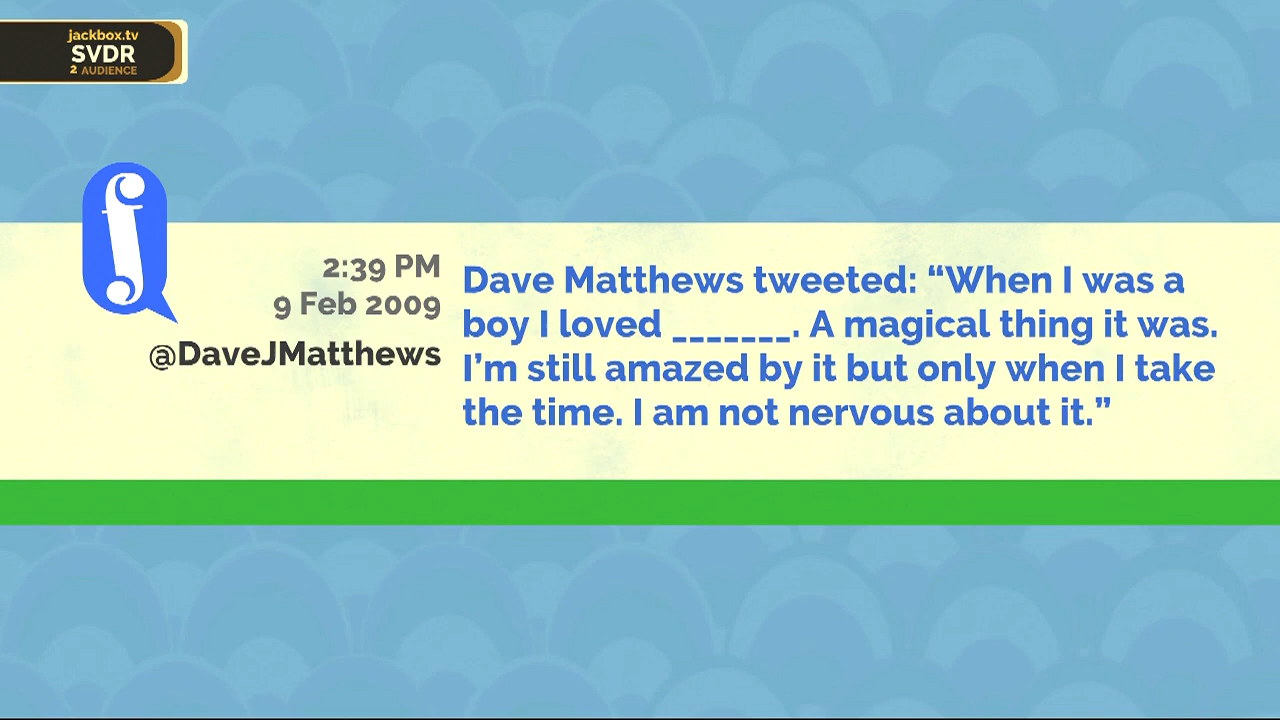 jackbox.tv
SVDR
2 AUDIENCE
f
2:39 PM
9 Feb 2009
@DaveJMatthews
Dave Matthews tweeted: “When I was a
boy I loved _______. A magical thing it was.
I’m still amazed by it but only when I take
the time. I am not nervous about it.”